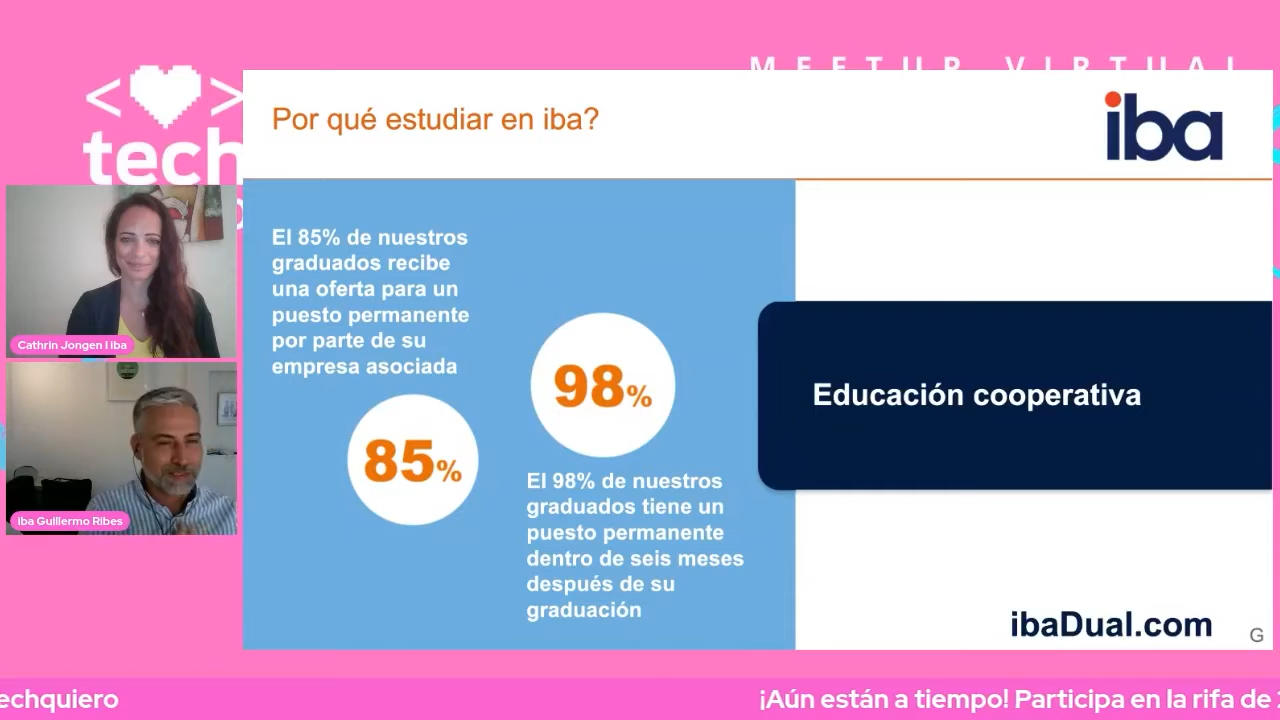 MEETUP VIRTUAL
< >
tech
Por qué estudiar en iba?
iba
El 85% de nuestros
graduados recibe
una oferta para un
puesto permanente
por parte de su
empresa asociada
85%
98%
El 98% de nuestros
graduados tiene un
puesto permanente
dentro de seis meses
después de su
graduación
Educación cooperativa
ibaDual.com
G
Cathrin Jongen I iba
Iba Guillermo Ribes
echquiero
¡Aún están a tiempo! Participa en la rifa de